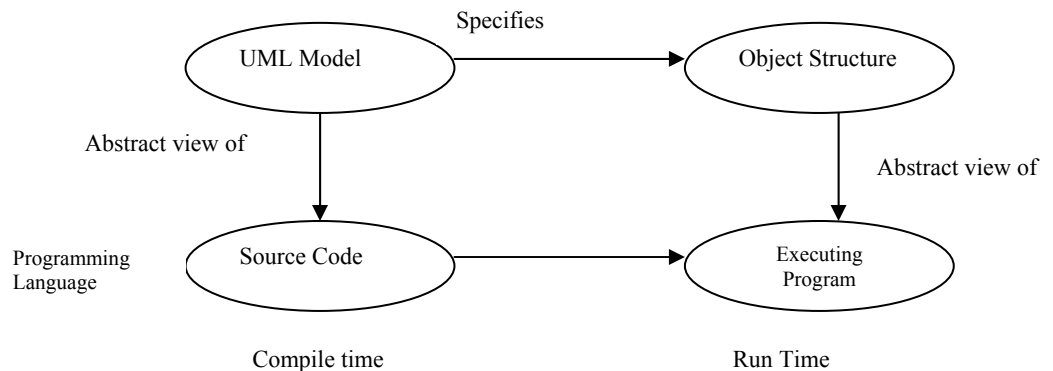 Specifies
UML Model
Object Structure
Abstract view of
Abstract view of
Programming
Language
Source Code
Executing
Program
Compile time
Run Time